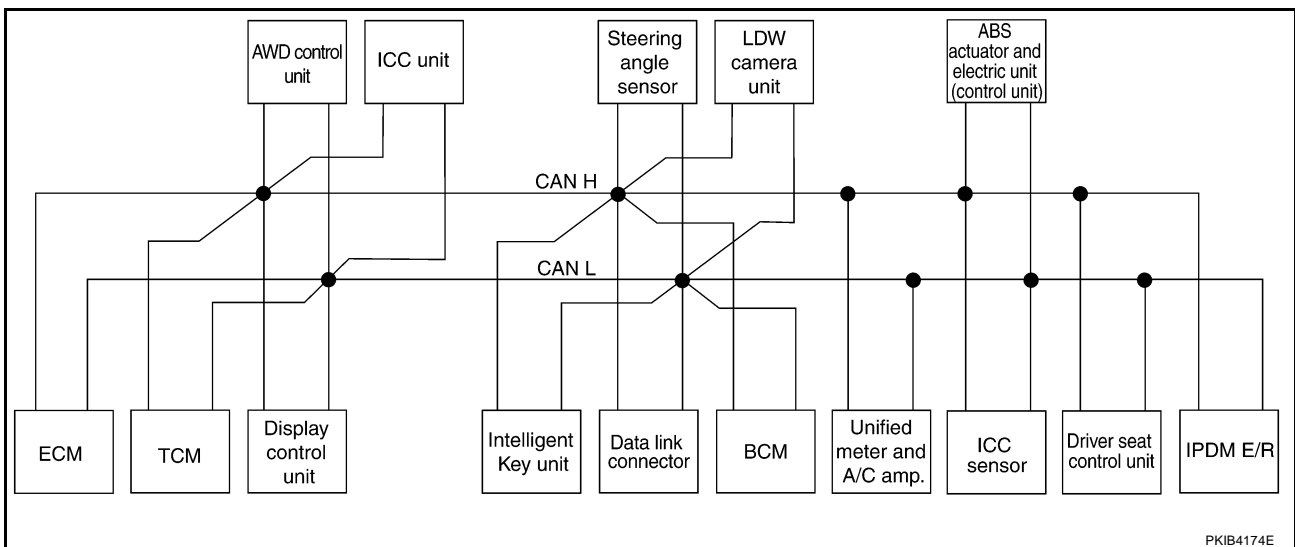 AWD control
unit
ICC unit
Steering
angle
sensor
LDW
camera
unit
ABS
actuator and
electric unit
(control unit)
CAN H
CAN L
ECM
TCM
Display
control
unit
Intelligent
Key unit
Data link
connector
BCM
Unified
meter and
A/C amp.
ICC
sensor
Driver seat
control unit
IPDM E/R
PKIB4174E